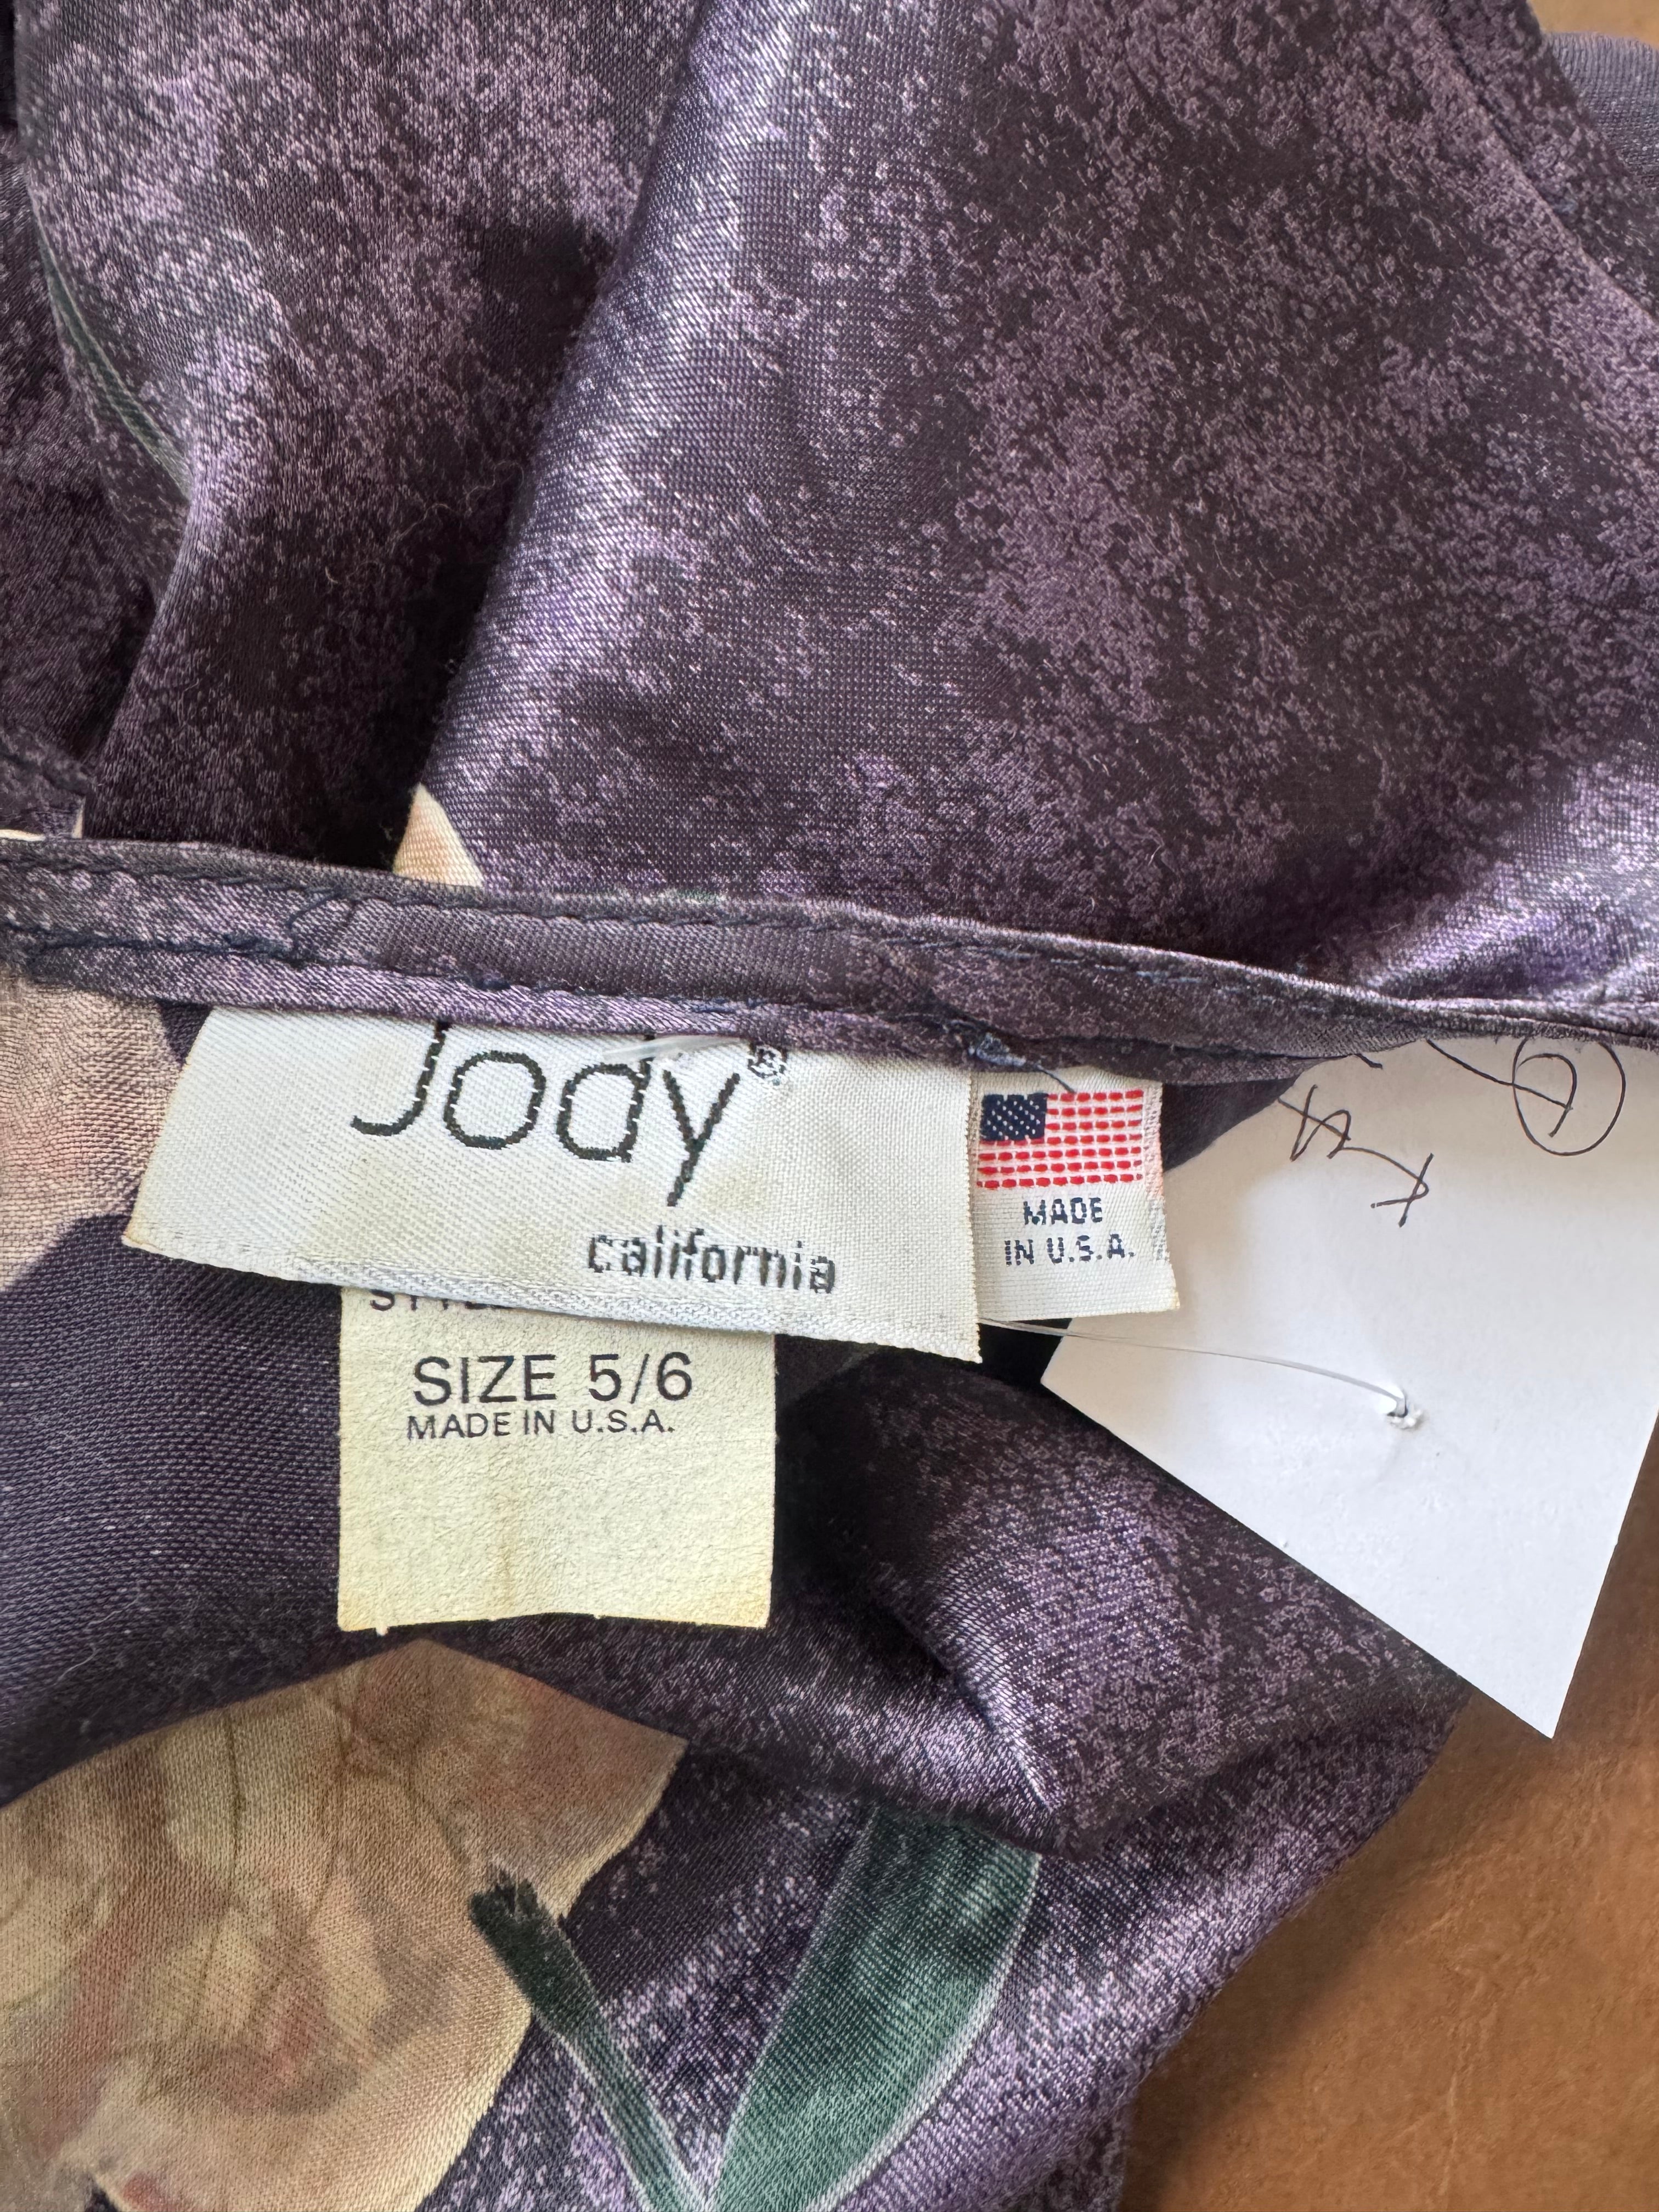 Jody®
california
MADE
IN U.S.A.
SIZE 5/6
MADE IN U.S.A.